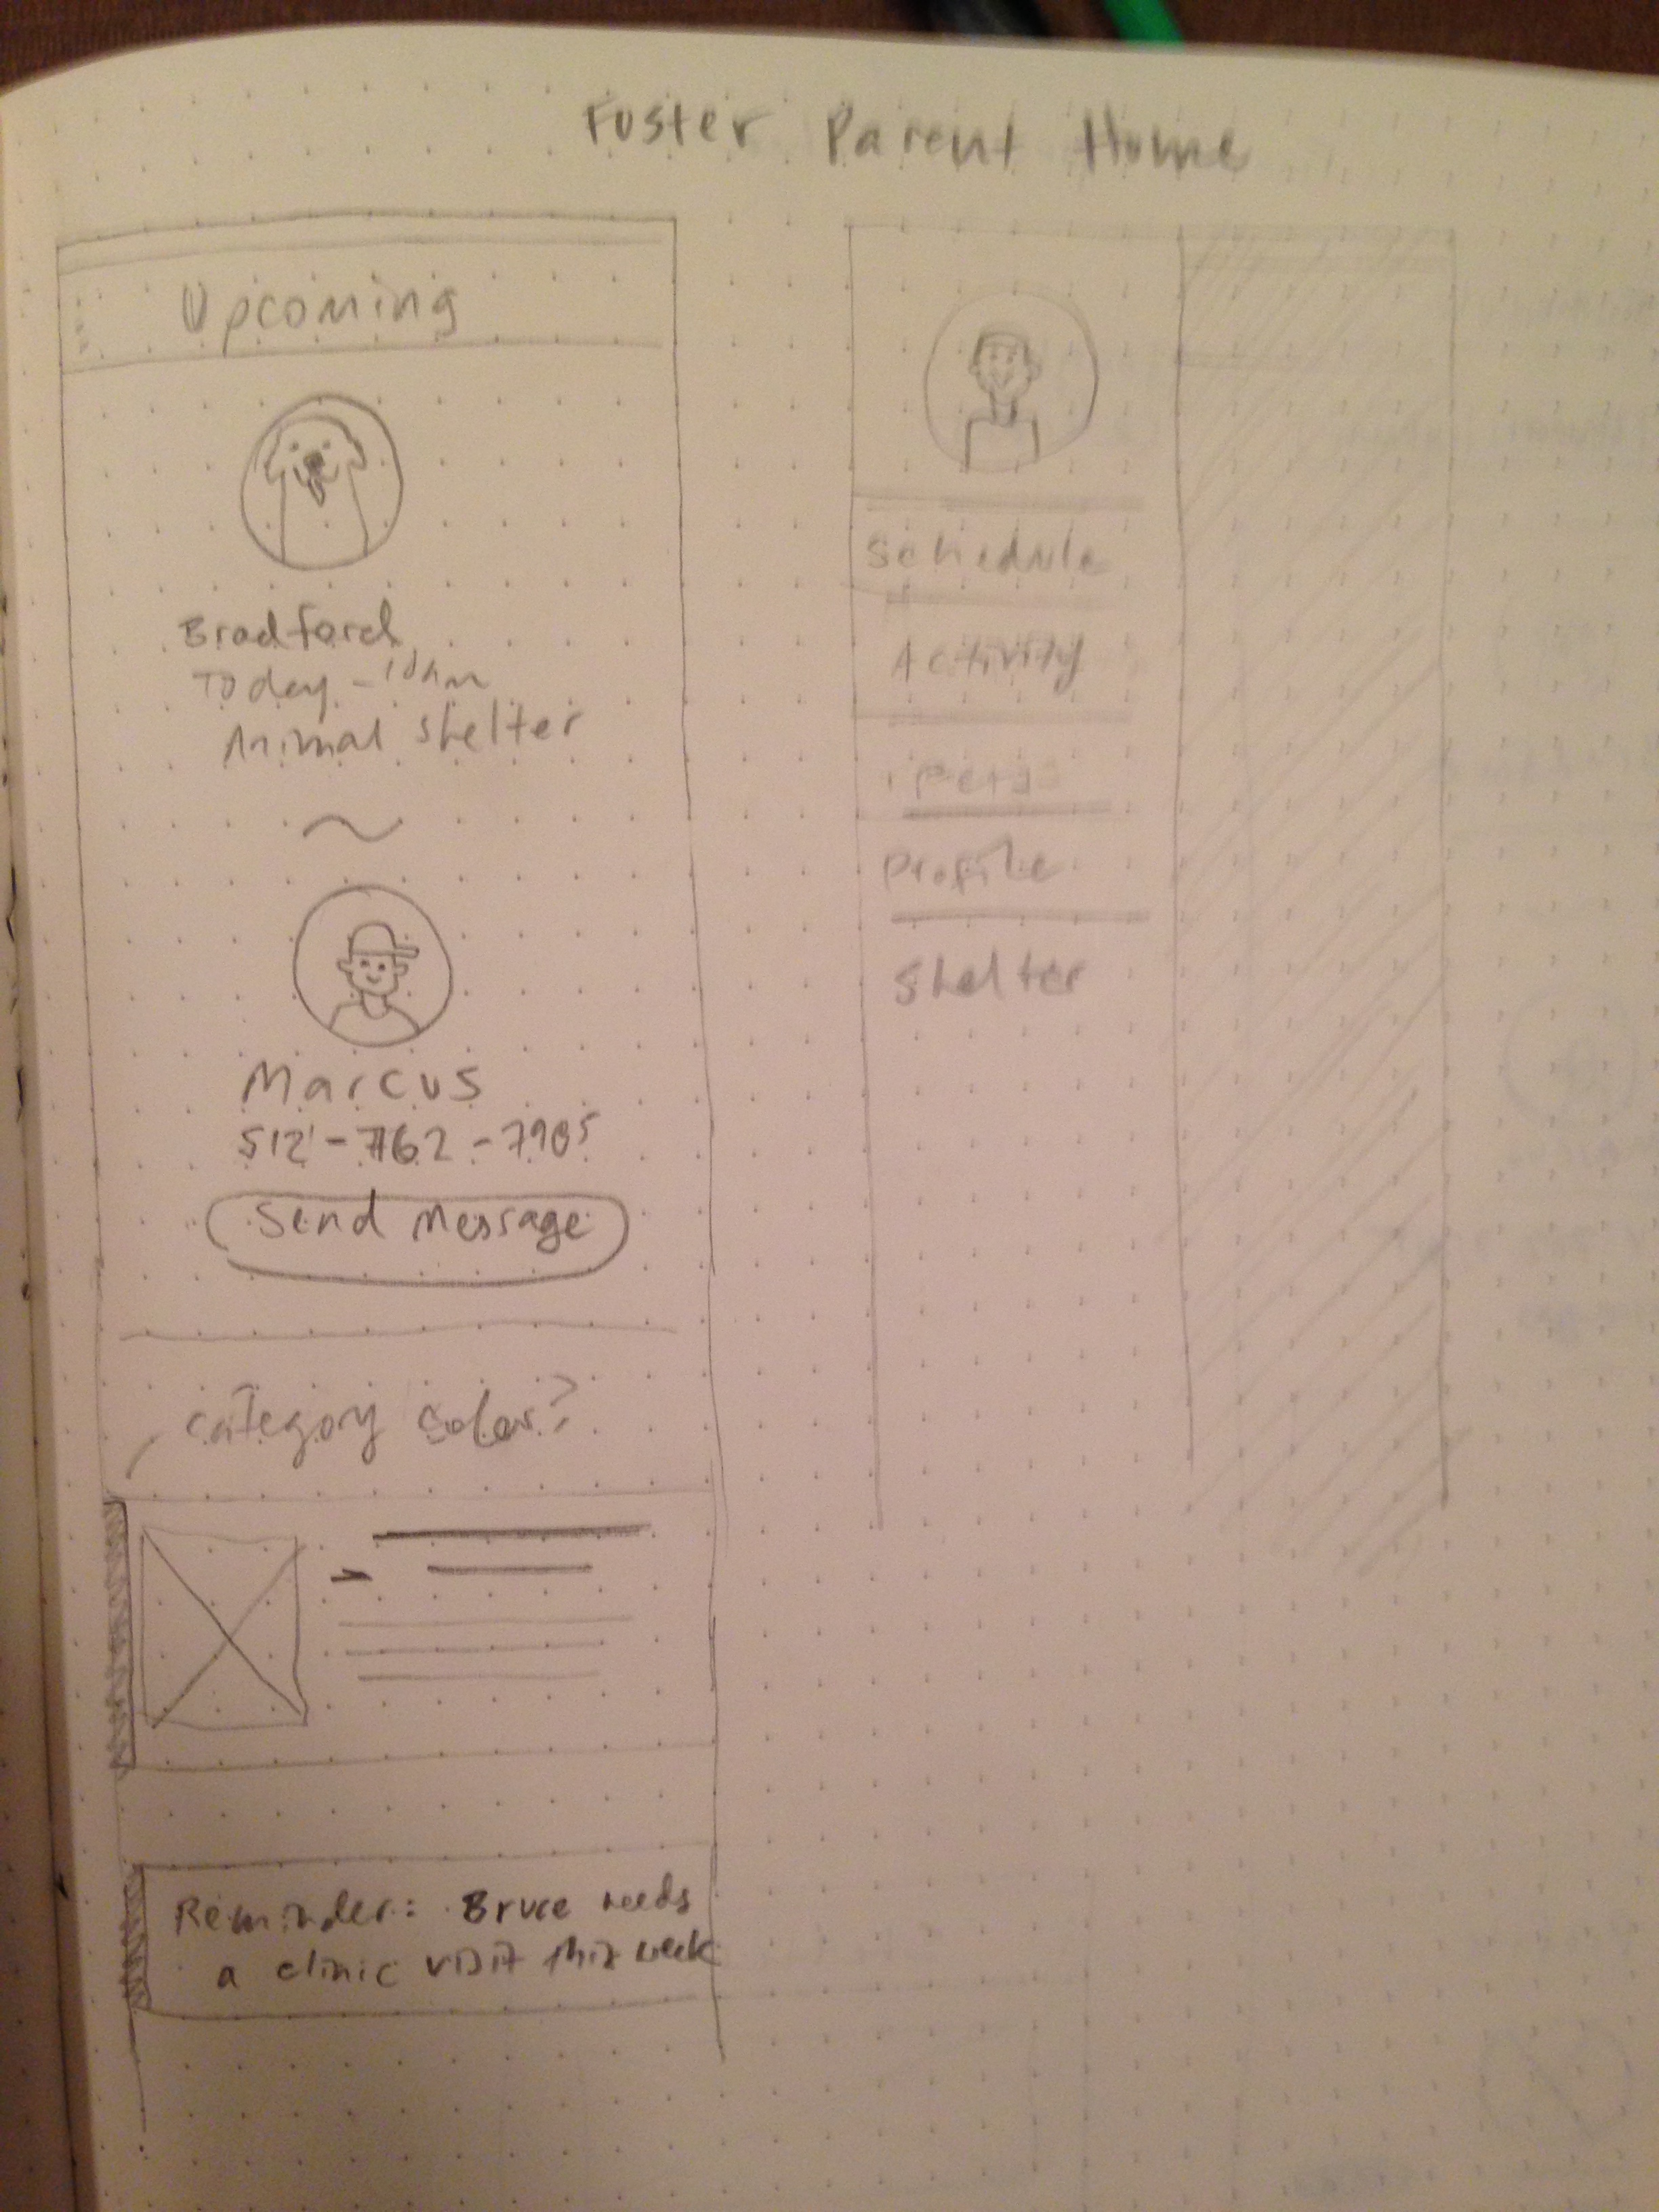 Foster Parent Home
Upcoming
Bradford
Today - 10am
Animal Shelter
Marcus
512-762-7905
Send Message
category color?
Reminder: Bruce needs
a clinic visit this week
Schedule
Activity
Pets
Profile
Shelter